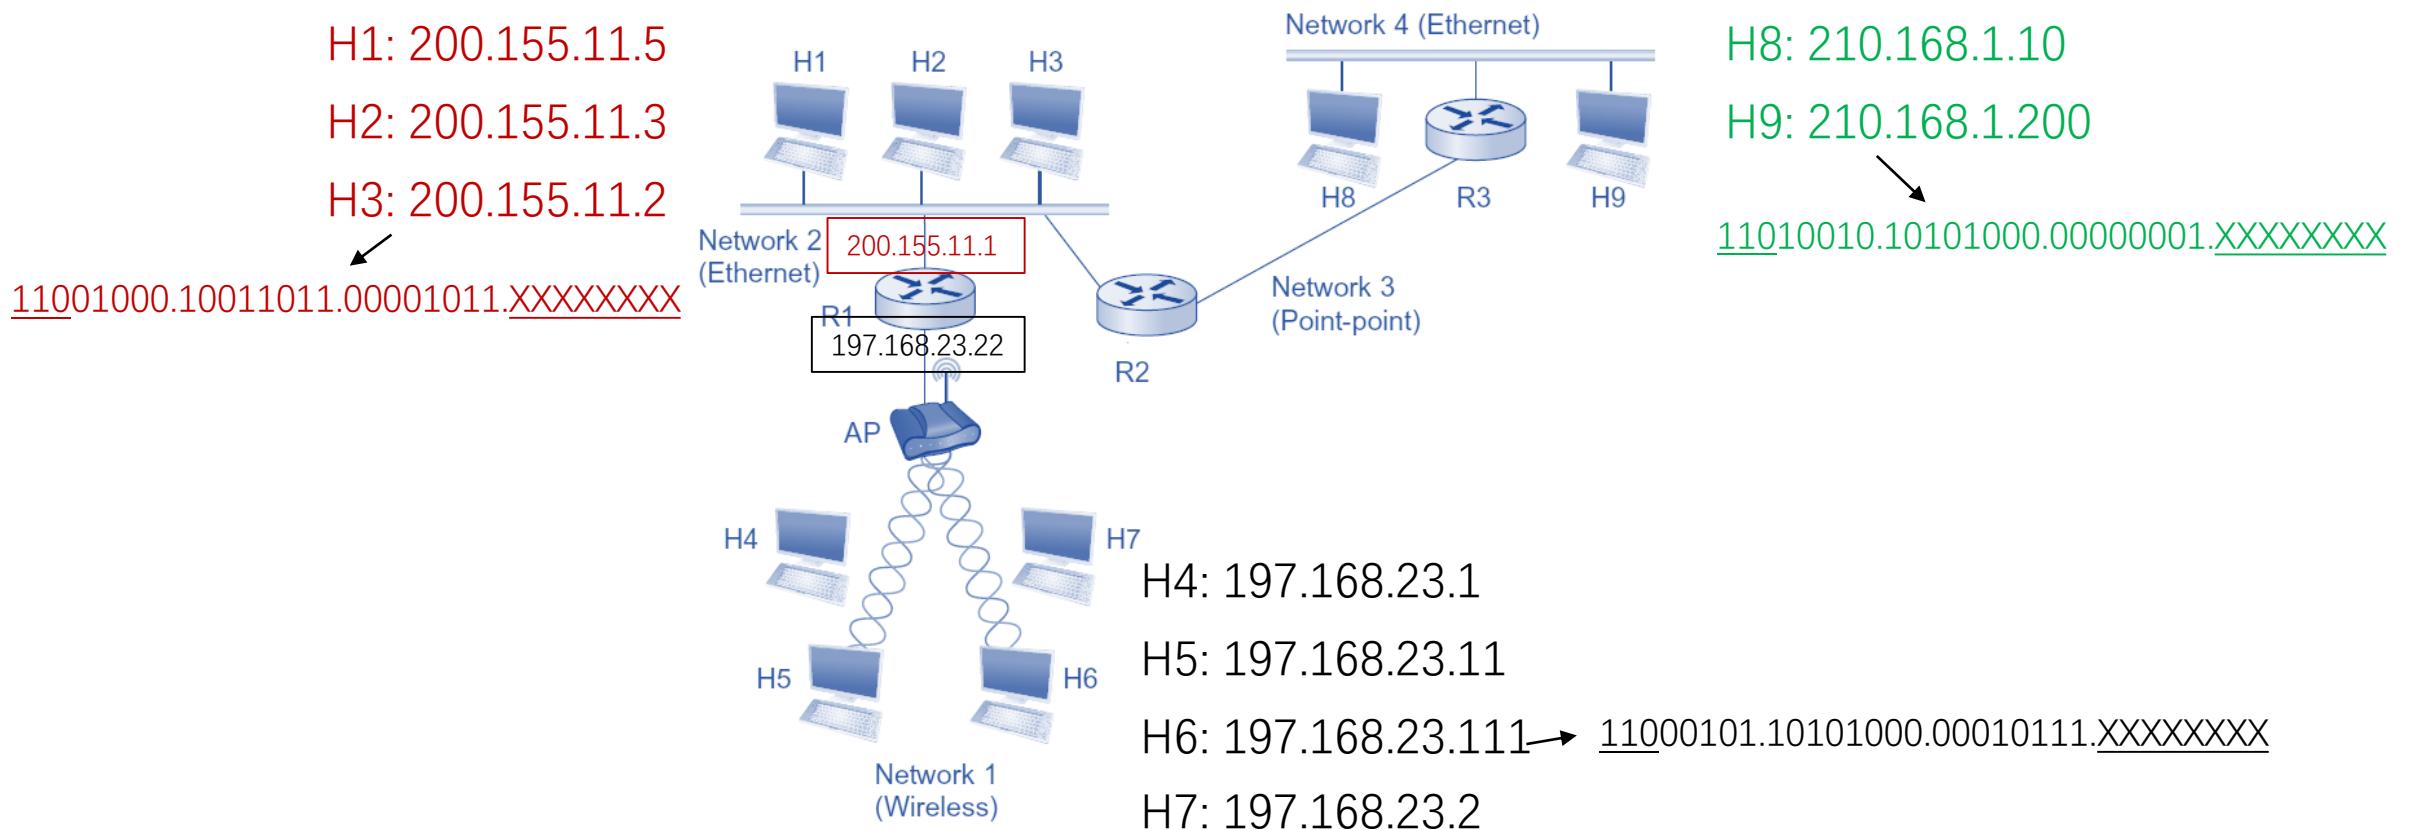 H1: 200.155.11.5
H2: 200.155.11.3
H3: 200.155.11.2
11001000.10011011.00001011.XXXXXXXX
H1
H2
H3
Network 2
(Ethernet)
200.155.11.1
R1
197.168.23.22
AP
R2
Network 3
(Point-point)
Network 4 (Ethernet)
H8
R3
H9
H8: 210.168.1.10
H9: 210.168.1.200
11010010.10101000.00000001.XXXXXXXX
H4
H7
H5
H6
Network 1
(Wireless)
H4: 197.168.23.1
H5: 197.168.23.11
H6: 197.168.23.111
11000101.10101000.00010111.XXXXXXXX
H7: 197.168.23.2